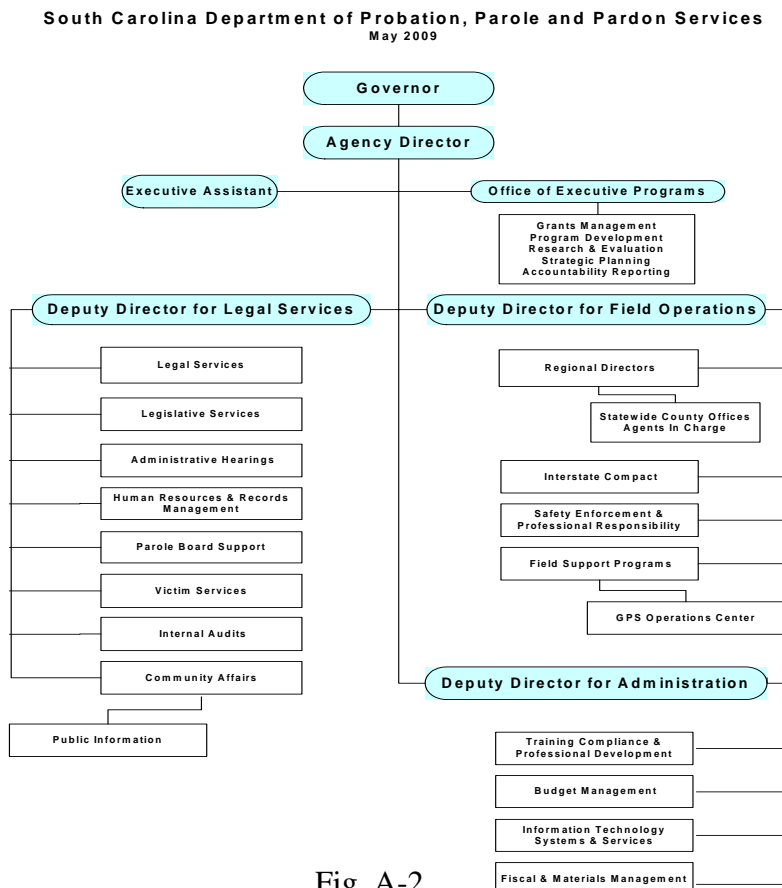 South Carolina Department of Probation, Parole and Pardon Services
May 2009
Governor
Agency Director
Executive Assistant
Office of Executive Programs
Grants Management
Program Development
Research & Evaluation
Strategic Planning
Accountability Reporting
Deputy Director for Legal Services
Legal Services
Legislative Services
Administrative Hearings
Human Resources & Records
Management
Parole Board Support
Victim Services
Internal Audits
Community Affairs
Public Information
Deputy Director for Field Operations
Regional Directors
Statewide County Offices
Agents In Charge
Interstate Compact
Safety Enforcement &
Professional Responsibility
Field Support Programs
GPS Operations Center
Deputy Director for Administration
Training Compliance &
Professional Development
Budget Management
Information Technology
Systems & Services
Fiscal & Materials Management
Fig. A-2